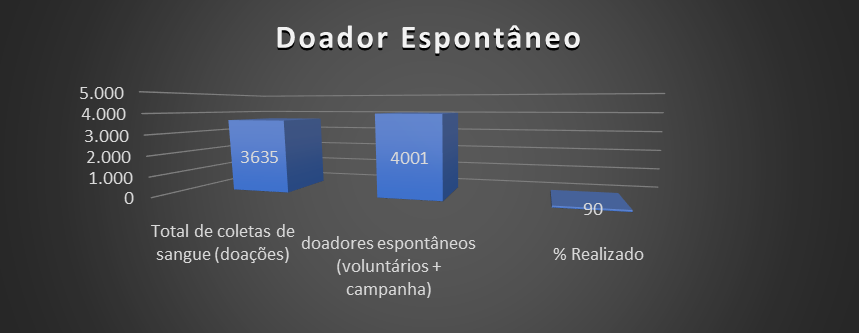 Doador Espontâneo
5.000
4.000
3.000
2.000
1.000
0
3635
4001
90
Total de coletas de
sangue (doações)
doadores espontâneos
(voluntários +
campanha)
% Realizado